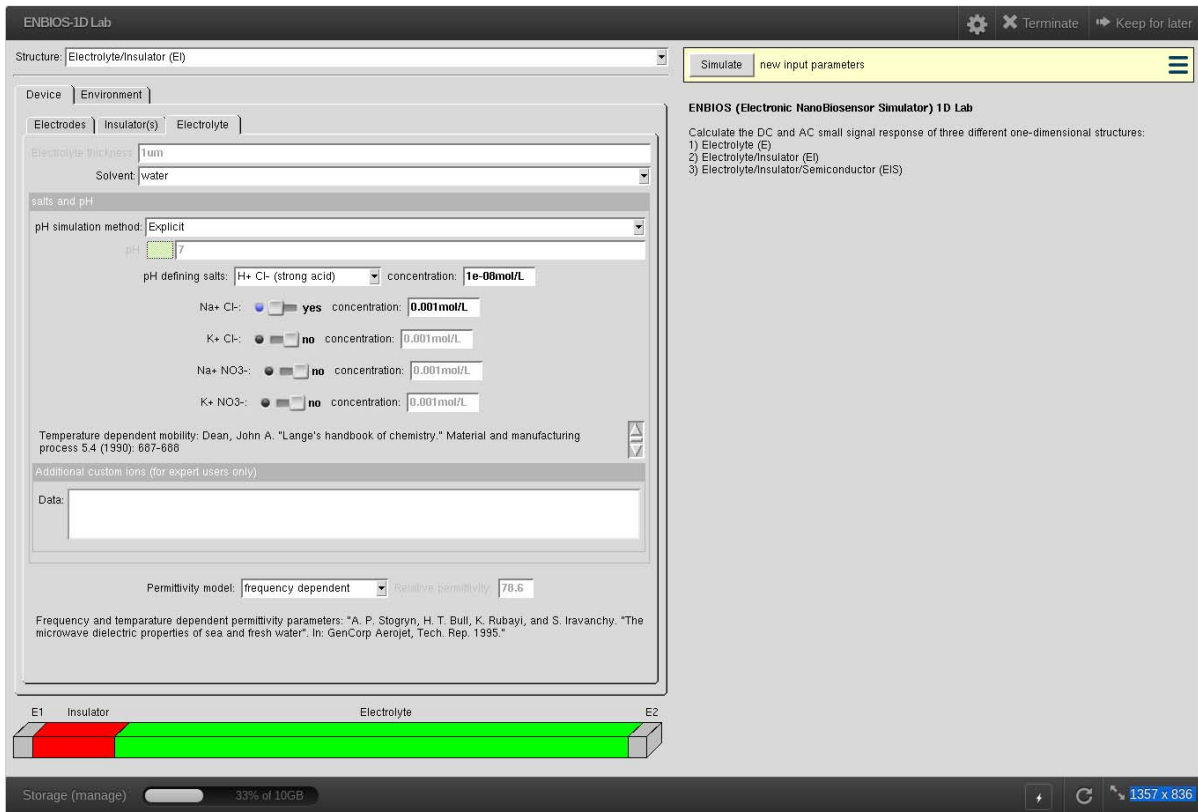 ENBIOS-1D Lab
Terminate
Keep for later
Structure: Electrolyte/Insulator (EI)
Device
Environment
Electrodes
Insulator(s)
Electrolyte
Electrolyte thickness: 1um
Solvent: water
salts and pH
pH simulation method: Explicit
pH 7
pH defining salts: H+ Cl- (strong acid) concentration: 1e-08mol/L
Na+ Cl-: yes concentration: 0.001mol/L
K+ Cl-: no concentration: 0.001mol/L
Na+ NO3-: no concentration: 0.001mol/L
K+ NO3-: no concentration: 0.001mol/L
Temperature dependent mobility: Dean, John A. "Lange's handbook of chemistry." Material and manufacturing
process 5.4 (1990): 687-688
Additional custom ions (for expert users only)
Data:
Permittivity model: frequency dependent Relative permittivity: 78.6
Frequency and temparature dependent permittivity parameters: "A. P. Stogryn, H. T. Bull, K. Rubayi, and S. Iravanchy. "The
microwave dielectric properties of sea and fresh water". In: GenCorp Aerojet, Tech. Rep. 1995."
E1 Insulator Electrolyte E2
Simulate new input parameters
ENBIOS (Electronic NanoBiosensor Simulator) 1D Lab
Calculate the DC and AC small signal response of three different one-dimensional structures:
1) Electrolyte (E)
2) Electrolyte/Insulator (EI)
3) Electrolyte/Insulator/Semiconductor (EIS)
Storage (manage) 33% of 10GB
1357 x 836